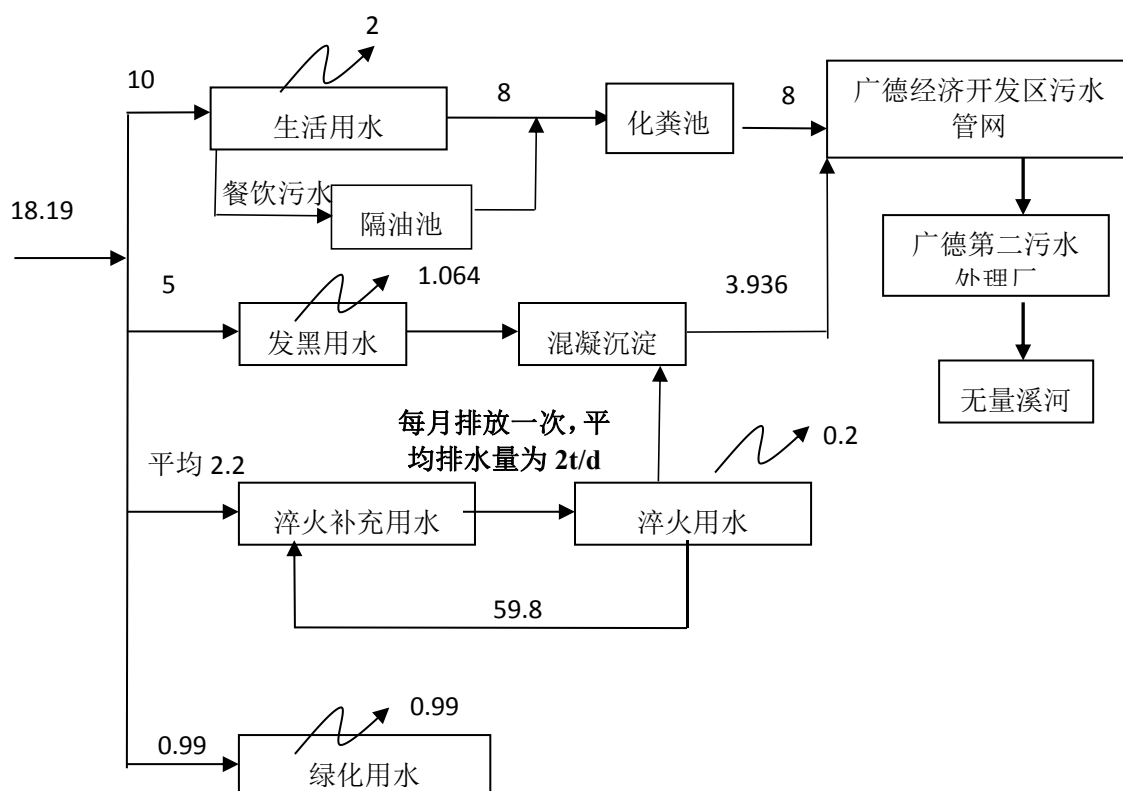 2
10
生活用水
8
化粪池
8
广德经济开发区污水
管网
餐饮污水
隔油池
18.19
广德第二污水
处理厂
5
1.064
3.936
发黑用水
混凝沉淀
无量溪河
每月排放一次，平
均排水量为 2t/d
0.2
平均 2.2
淬火补充用水
淬火用水
59.8
0.99
0.99
绿化用水